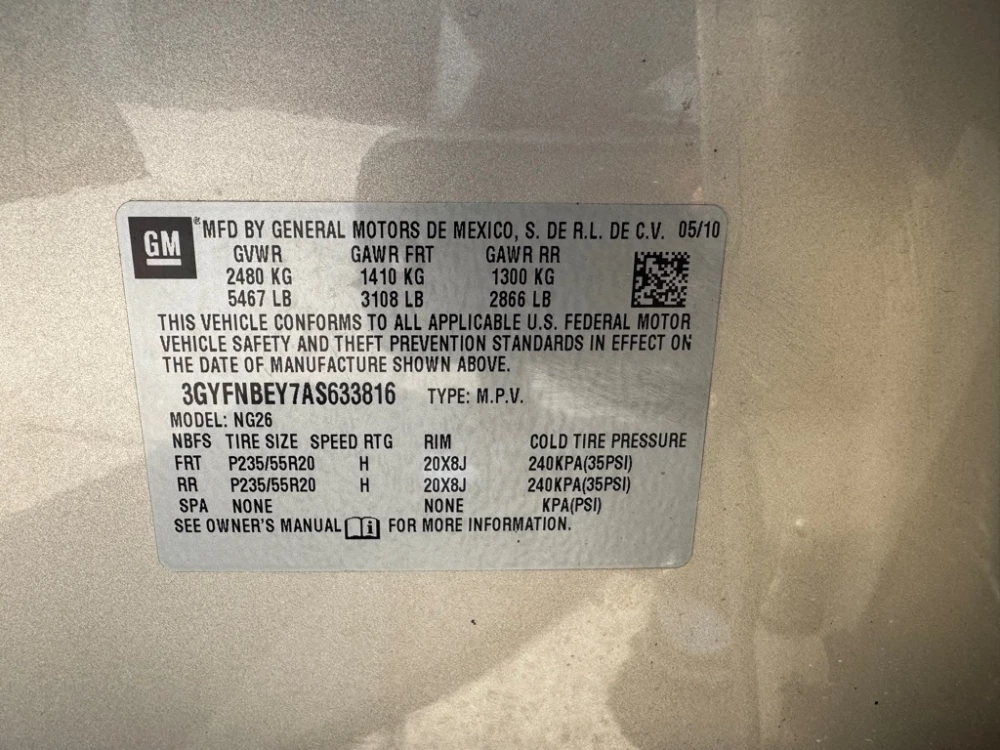 GM
® MFD BY GENERAL MOTORS DE MEXICO, S. DE R.L. DE C.V. 05/10
GVWR GAWR FRT GAWR RR
2480 KG 1410 KG 1300 KG
5467 LB 3108 LB 2866 LB
THIS VEHICLE CONFORMS TO ALL APPLICABLE U.S. FEDERAL MOTOR
VEHICLE SAFETY AND THEFT PREVENTION STANDARDS IN EFFECT ON
THE DATE OF MANUFACTURE SHOWN ABOVE.
3GYFNBEY7AS633816 TYPE: M.P.V.
MODEL: NG26
NBFS TIRE SIZE SPEED RTG RIM COLD TIRE PRESSURE
FRT P235/55R20 H 20X8J 240KPA(35PSI)
RR P235/55R20 H 20X8J 240KPA(35PSI)
SPA NONE NONE KPA(PSI)
SEE OWNER'S MANUAL i FOR MORE INFORMATION.